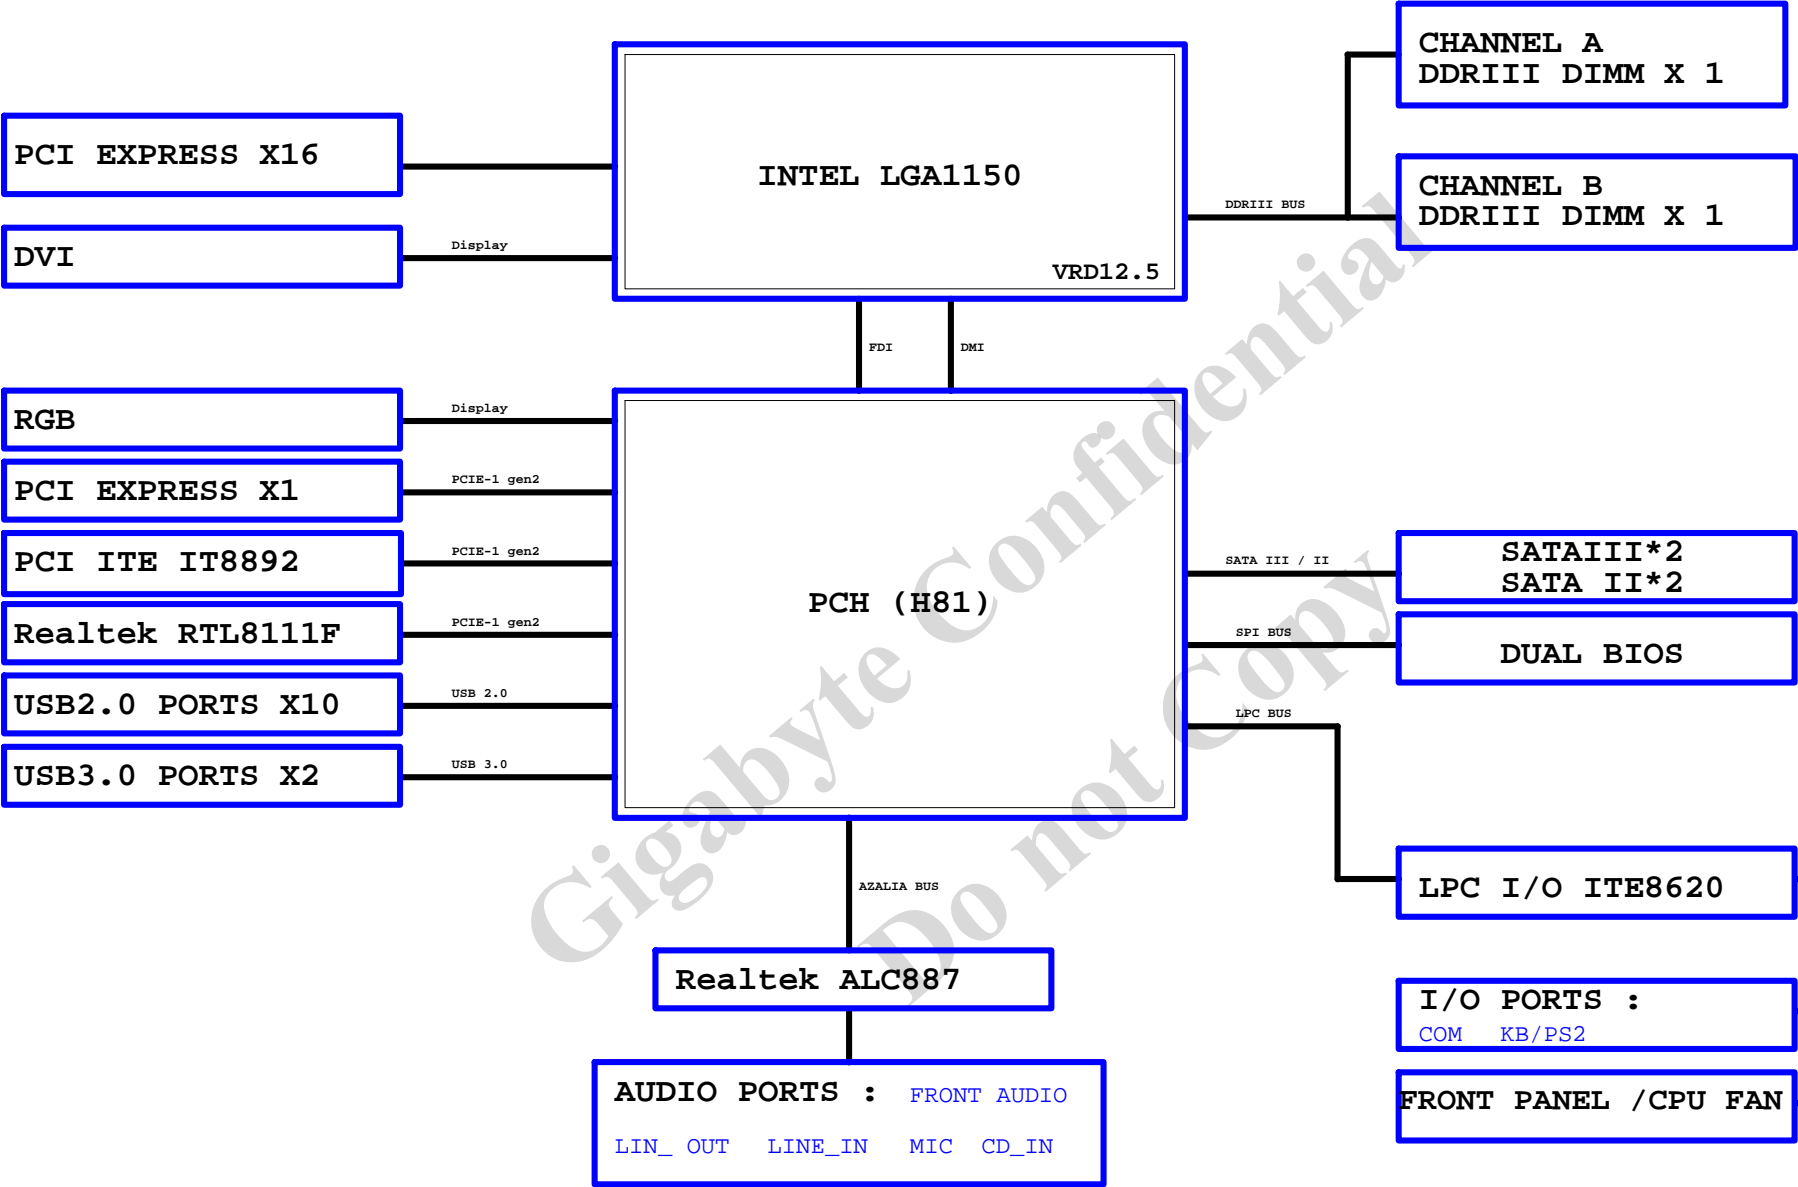 CHANNEL A
DDRIII DIMM X 1
PCI EXPRESS X16
INTEL LGA1150
CHANNEL B
DDRIII DIMM X 1
DDRIII BUS
DVI
Display
VRD12.5
FDI
DMI
RGB
Display
PCI EXPRESS X1
PCIE-1 gen2
PCI ITE IT8892
PCIE-1 gen2
SATA III / II
SATAIII*2
SATA II*2
PCH (H81)
Realtek RTL8111F
PCIE-1 gen2
SPI BUS
DUAL BIOS
USB2.0 PORTS X10
USB 2.0
LPC BUS
USB3.0 PORTS X2
USB 3.0
AZALIA BUS
LPC I/O ITE8620
Realtek ALC887
I/O PORTS :
COM KB/PS2
AUDIO PORTS : FRONT AUDIO
LIN_ OUT LINE_IN MIC CD_IN
FRONT PANEL /CPU FAN
Gigabyte Confidential
Do not Copy